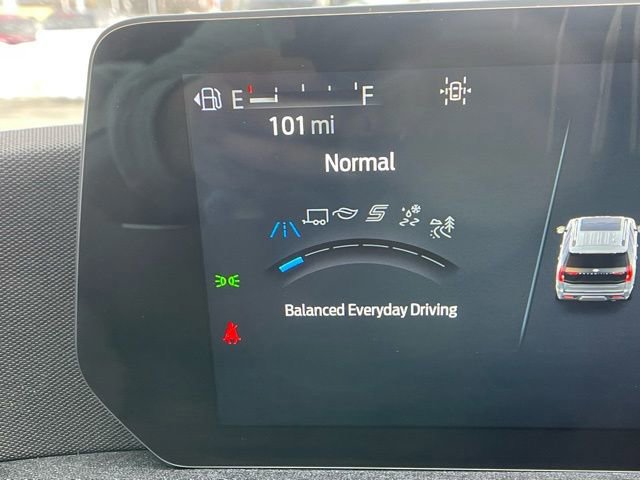 E F
101 mi
Normal
Balanced Everyday Driving